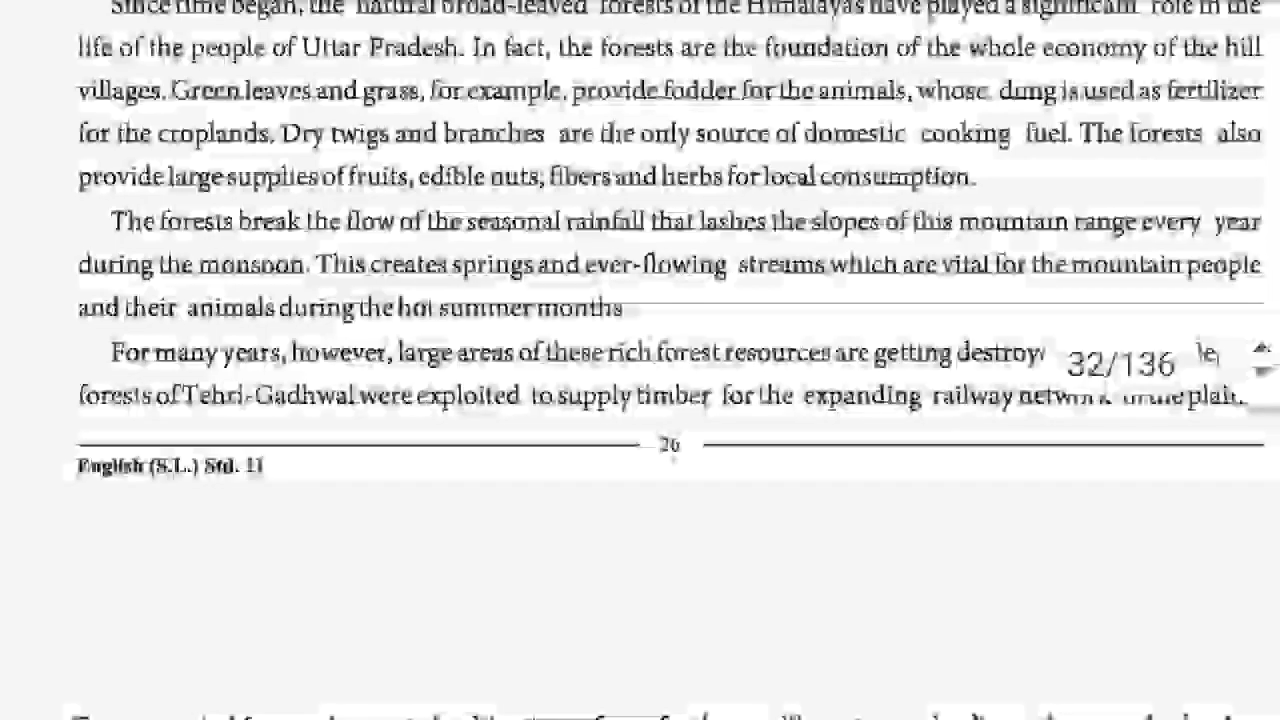 Since time began, the natural broad-leaved forests of the Himalayas have played a significant role in the
life of the people of Uttar Pradesh. In fact, the forests are the foundation of the whole economy of the hill
villages. Green leaves and grass, for example, provide fodder for the animals, whose dung is used as fertilizer
for the croplands. Dry twigs and branches are the only source of domestic cooking fuel. The forests also
provide large supplies of fruits, edible nuts, fibers and herbs for local consumption.
The forests break the flow of the seasonal rainfall that lashes the slopes of this mountain range every year
during the monsoon. This creates springs and ever-flowing streams which are vital for the mountain people
and their animals during the hot summer months
For many years, however, large areas of these rich forest resources are getting destroy
32/136
forests of Tehri-Gadhwal were exploited to supply timber for the expanding railway
26
English (S.L.) Std. 11